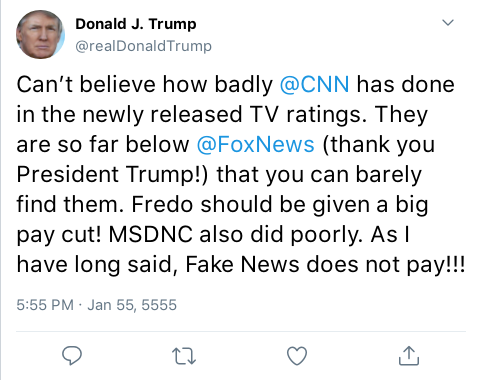 Donald J. Trump
@realDonaldTrump
Can’t believe how badly @CNN has done
in the newly released TV ratings. They
are so far below @FoxNews (thank you
President Trump!) that you can barely
find them. Fredo should be given a big
pay cut! MSDNC also did poorly. As I
have long said, Fake News does not pay!!!
5:55 PM · Jan 55, 5555